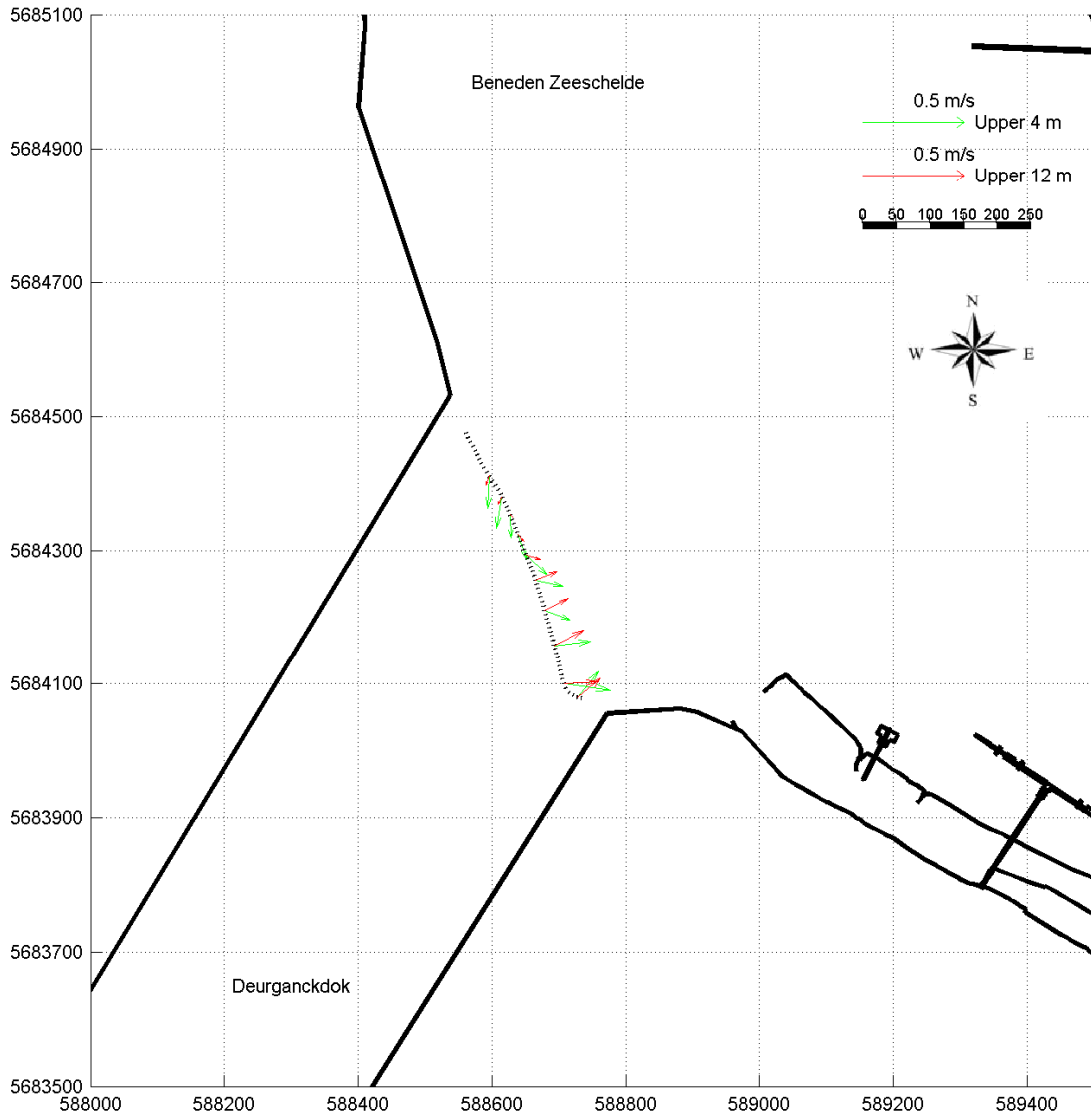 5685100
Beneden Zeeschelde
0.5 m/s
Upper 4 m
5684900
0.5 m/s
Upper 12 m
0 50 100 150 200 250
5684700
N
W E
S
5684500
5684300
5684100
5683900
5683700
Deurganckdok
5683500
588000 588200 588400 588600 588800 589000 589200 589400